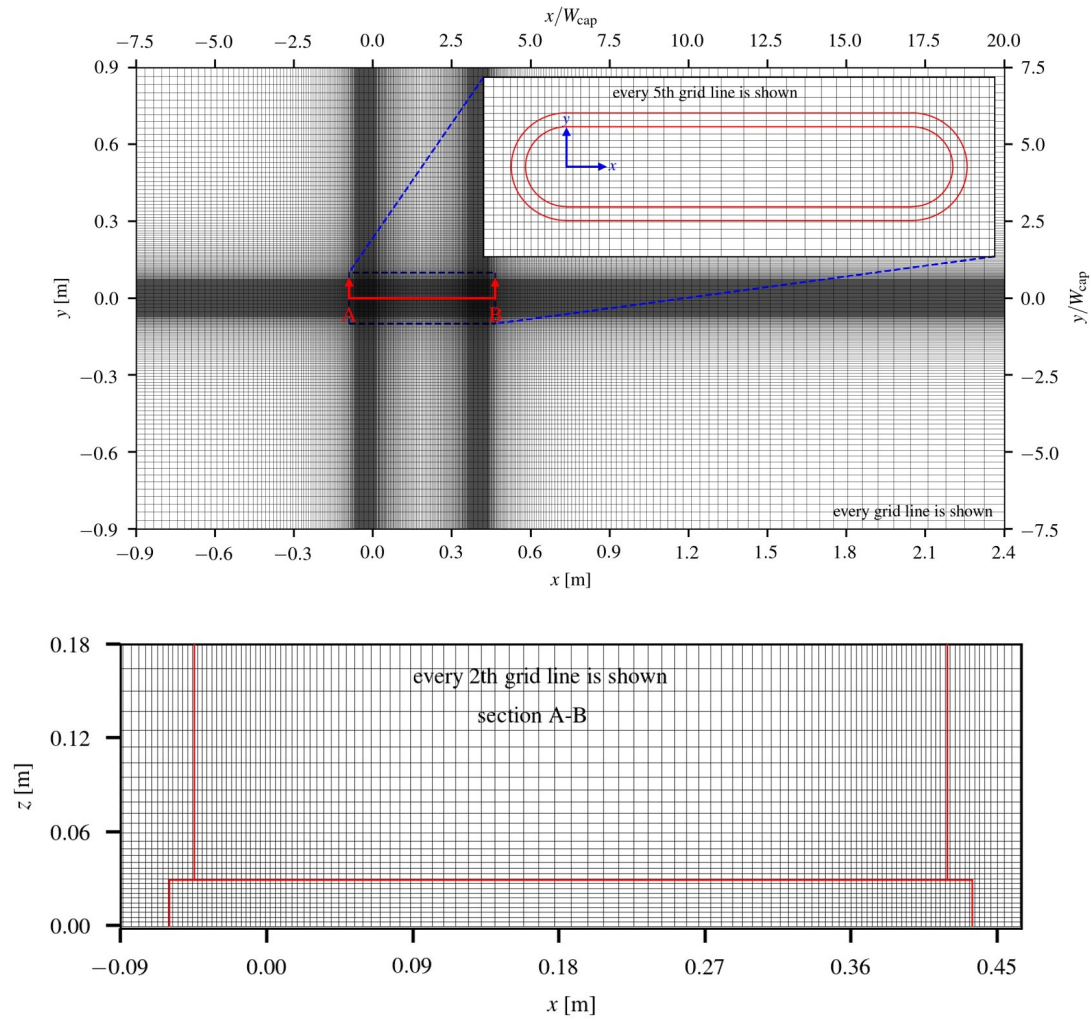 x/W_cap
−7.5 −5.0 −2.5 0.0 2.5 5.0 7.5 10.0 12.5 15.0 17.5 20.0
0.9 7.5
every 5th grid line is shown
y
x
0.6 5.0
0.3 2.5
y [m] 0.0 0.0 y/W_cap
A B
−0.3 −2.5
−0.6 −5.0
every grid line is shown
−0.9 −7.5
−0.9 −0.6 −0.3 0.0 0.3 0.6 0.9 1.2 1.5 1.8 2.1 2.4
x [m]
0.18
every 2th grid line is shown
section A-B
0.12
z [m]
0.06
0.00
−0.09 0.00 0.09 0.18 0.27 0.36 0.45
x [m]